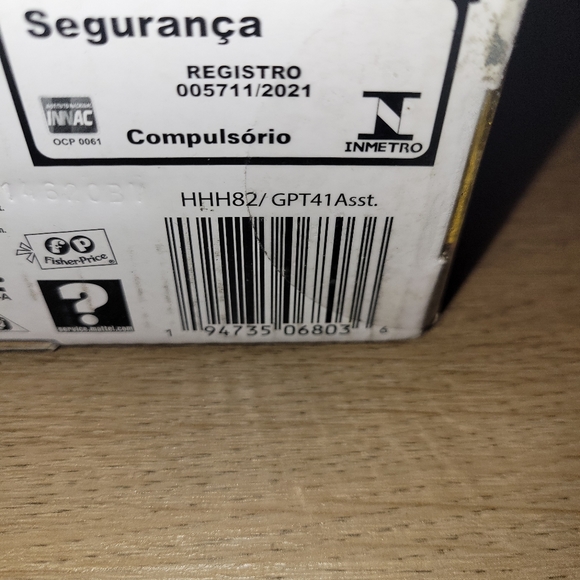 Segurança
REGISTRO
005711/2021
INNAC
OCP 0061
Compulsório
INMETRO
HHH82/ GPT41Asst.
Fisher-Price®
service.mattel.com
1 94735 06803 6